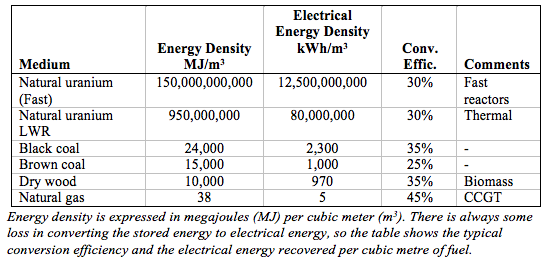 Electrical
Energy Density Energy Density Conv.
Medium MJ/m³ kWh/m³ Effic. Comments
Natural uranium 150,000,000,000 12,500,000,000 30% Fast
(Fast) reactors
Natural uranium 950,000,000 80,000,000 30% Thermal
LWR
Black coal 24,000 2,300 35% -
Brown coal 15,000 1,000 25% -
Dry wood 10,000 970 35% Biomass
Natural gas 38 5 45% CCGT
Energy density is expressed in megajoules (MJ) per cubic meter (m³). There is always some
loss in converting the stored energy to electrical energy, so the table shows the typical
conversion efficiency and the electrical energy recovered per cubic metre of fuel.